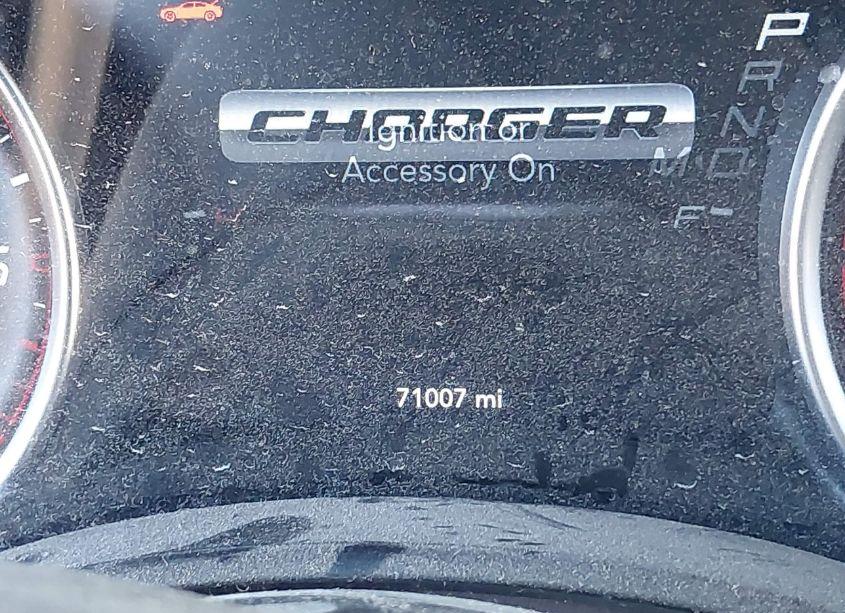 P
R
N
CHARGER
Ignition or
Accessory On
M/D
F
71007 mi